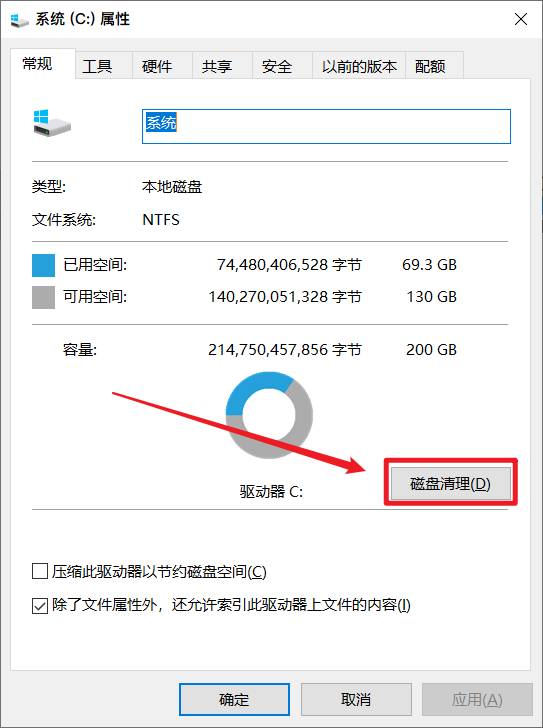 系统 (C:) 属性
常规 工具 硬件 共享 安全 以前的版本 配额
系统
类型: 本地磁盘
文件系统: NTFS
已用空间: 74,480,406,528 字节 69.3 GB
可用空间: 140,270,051,328 字节 130 GB
容量: 214,750,457,856 字节 200 GB
驱动器 C: 磁盘清理(D)
压缩此驱动器以节约磁盘空间(C)
除了文件属性外，还允许索引此驱动器上文件的内容(I)
确定 取消 应用(A)